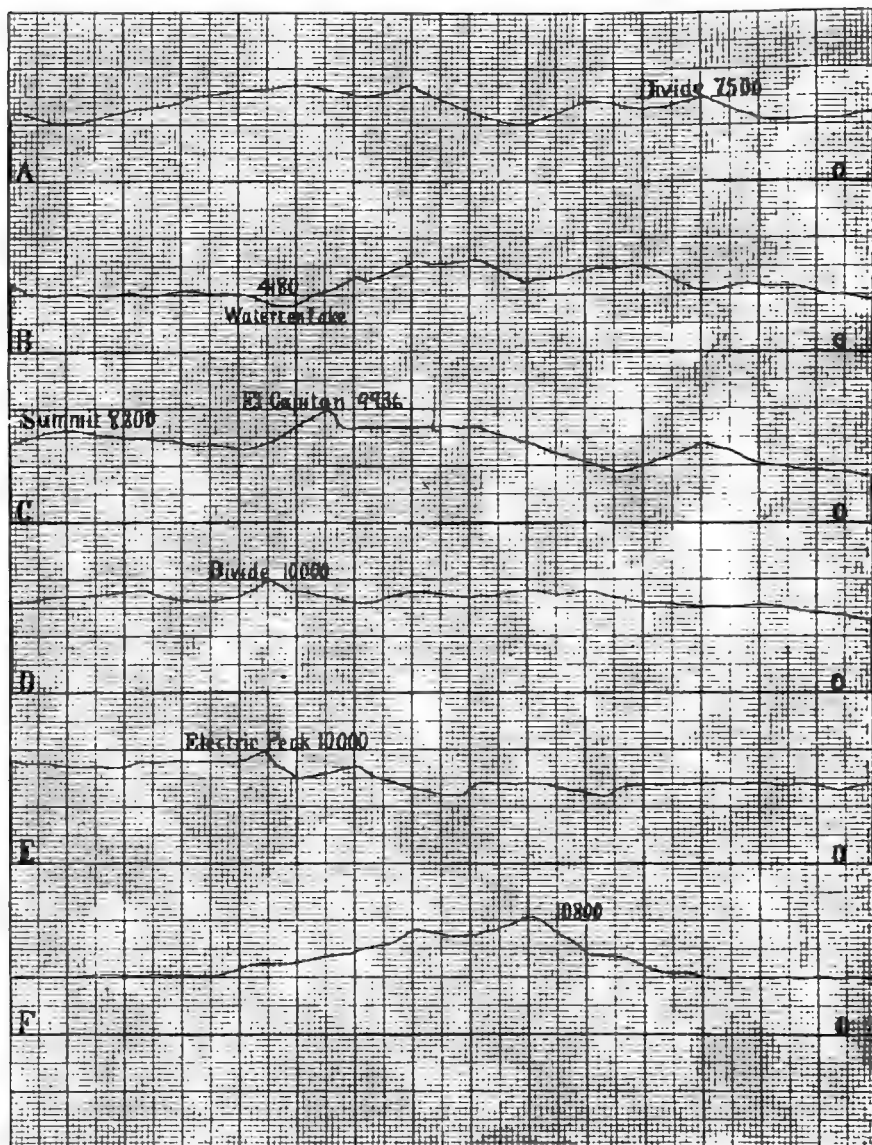 Divide 7500
A 0
4180
Waterton Lake
B 0
El Capitan 9936
Summit 8800
C 0
Divide 10000
D 0
Electric Peak 10000
E 0
10800
F 0